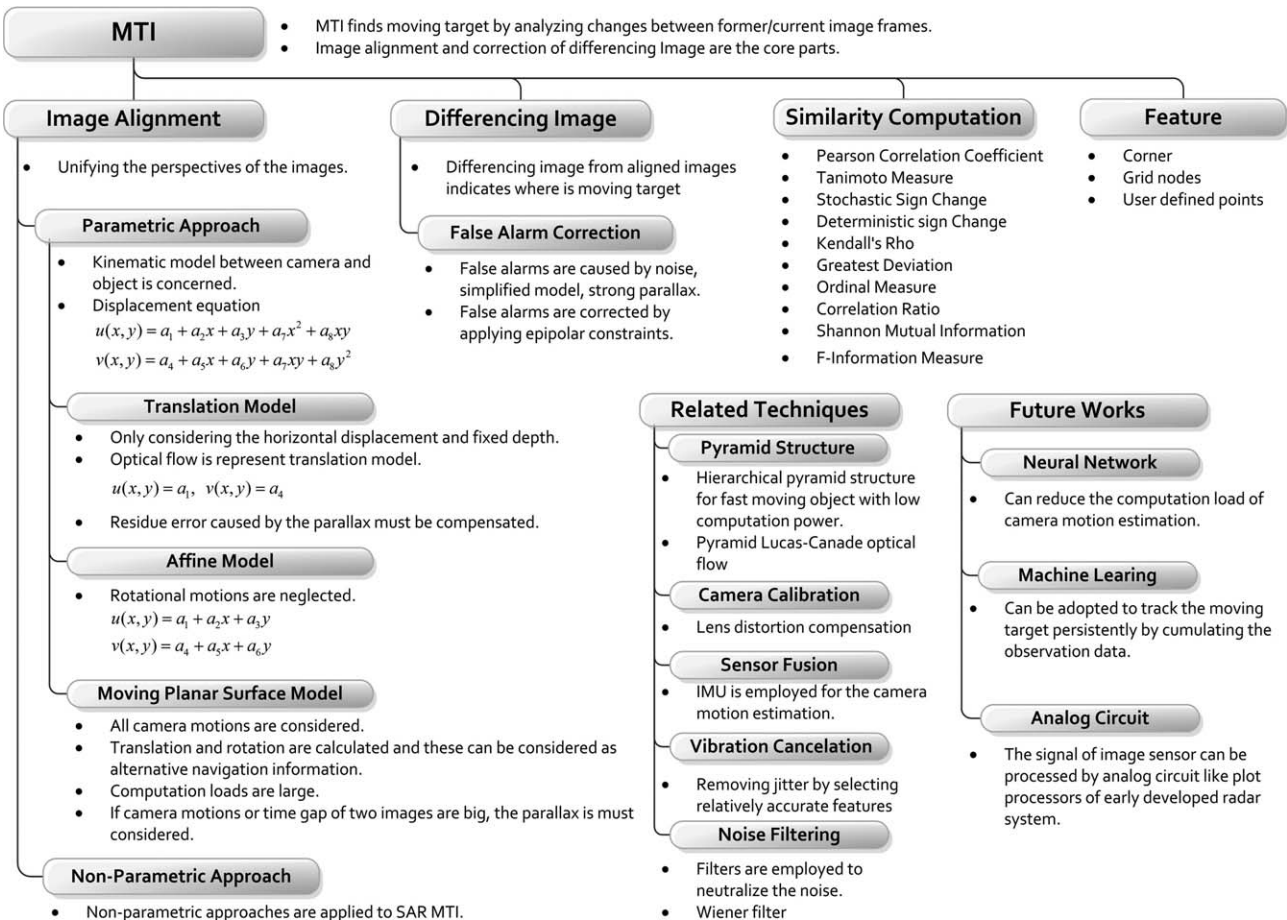 MTI
• MTI finds moving target by analyzing changes between former/current image frames.
• Image alignment and correction of differencing Image are the core parts.
Image Alignment
• Unifying the perspectives of the images.
Parametric Approach
• Kinematic model between camera and
object is concerned.
• Displacement equation
u(x, y) = a₁ + a₂x + a₃y + a₇x² + a₈xy
v(x, y) = a₄ + a₅x + a₆y + a₇xy + a₈y²
Translation Model
• Only considering the horizontal displacement and fixed depth.
• Optical flow is represent translation model.
u(x, y) = a₁, v(x, y) = a₄
• Residue error caused by the parallax must be compensated.
Affine Model
• Rotational motions are neglected.
u(x, y) = a₁ + a₂x + a₃y
v(x, y) = a₄ + a₅x + a₆y
Moving Planar Surface Model
• All camera motions are considered.
• Translation and rotation are calculated and these can be considered as
alternative navigation information.
• Computation loads are large.
• If camera motions or time gap of two images are big, the parallax is must
considered.
Non-Parametric Approach
• Non-parametric approaches are applied to SAR MTI.
Differencing Image
• Differencing image from aligned images
indicates where is moving target
False Alarm Correction
• False alarms are caused by noise,
simplified model, strong parallax.
• False alarms are corrected by
applying epipolar constraints.
Similarity Computation
• Pearson Correlation Coefficient
• Tanimoto Measure
• Stochastic Sign Change
• Deterministic sign Change
• Kendall's Rho
• Greatest Deviation
• Ordinal Measure
• Correlation Ratio
• Shannon Mutual Information
• F-Information Measure
Feature
• Corner
• Grid nodes
• User defined points
Related Techniques
Pyramid Structure
• Hierarchical pyramid structure
for fast moving object with low
computation power.
• Pyramid Lucas-Canade optical
flow
Camera Calibration
• Lens distortion compensation
Sensor Fusion
• IMU is employed for the camera
motion estimation.
Vibration Cancelation
• Removing jitter by selecting
relatively accurate features
Noise Filtering
• Filters are employed to
neutralize the noise.
• Wiener filter
Future Works
Neural Network
• Can reduce the computation load of
camera motion estimation.
Machine Learing
• Can be adopted to track the moving
target persistently by cumulating the
observation data.
Analog Circuit
• The signal of image sensor can be
processed by analog circuit like plot
processors of early developed radar
system.